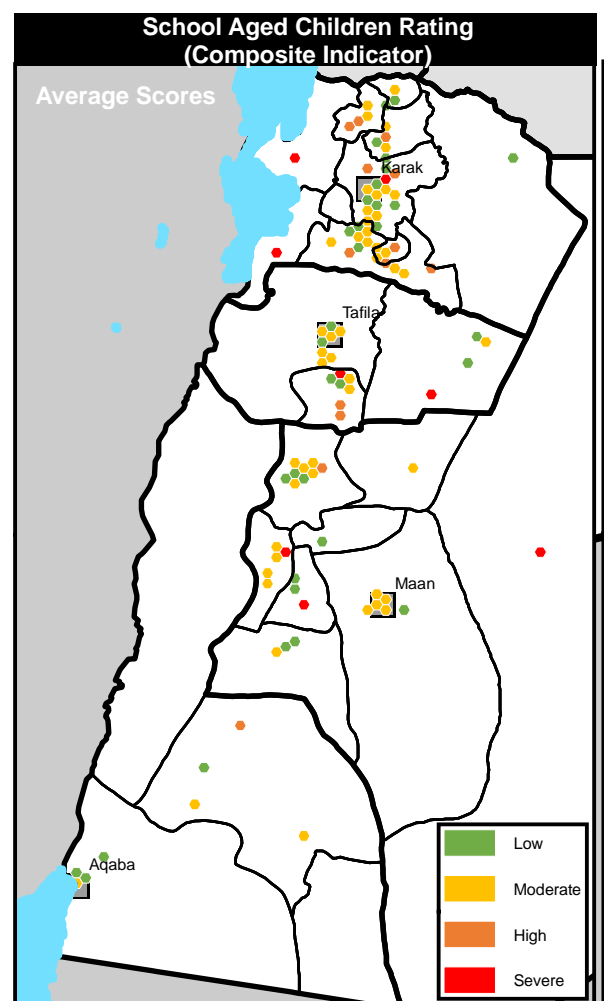 School Aged Children Rating
(Composite Indicator)
Average Scores
Karak
Tafila
Maan
Aqaba
Low
Moderate
High
Severe